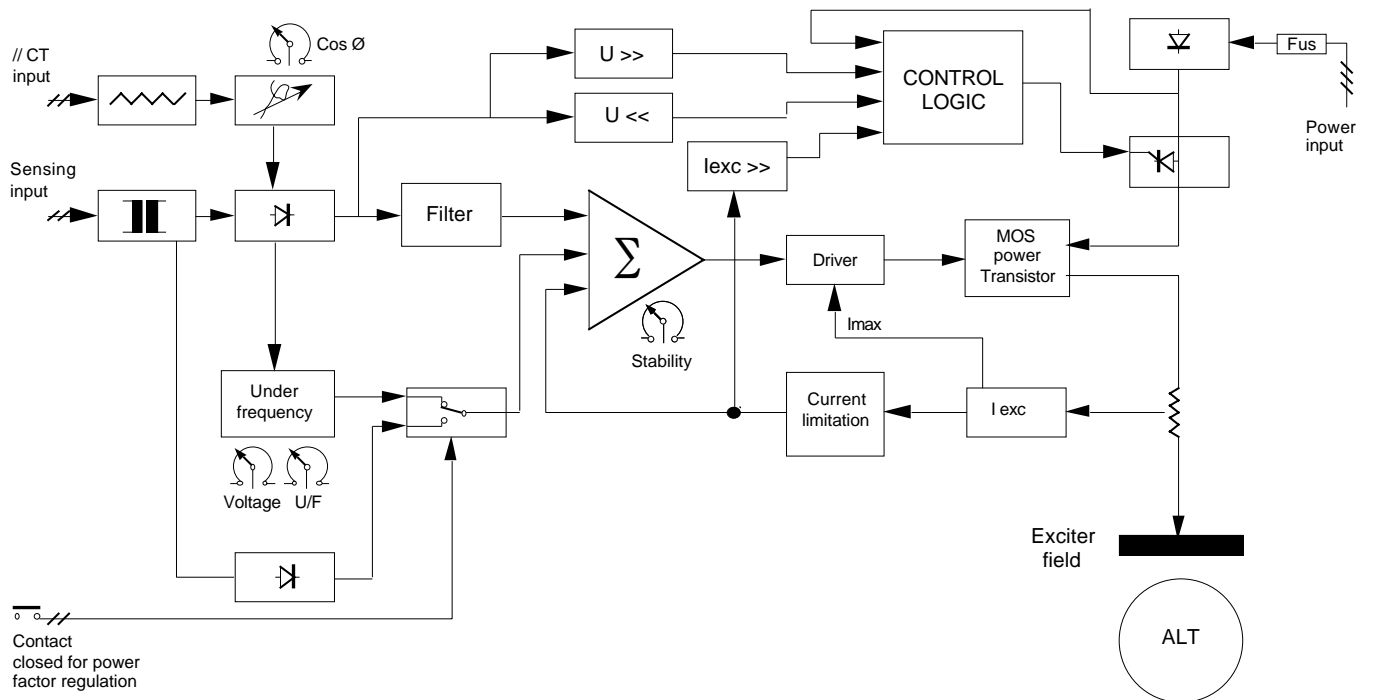 // CT
input
Cos Ø
U >>
U <<
CONTROL
LOGIC
Fus
Power
input
Sensing
input
Iexc >>
Filter
Σ
Driver
MOS
power
Transistor
Imax
Stability
Under
frequency
Current
limitation
I exc
Voltage
U/F
Exciter
field
ALT
Contact
closed for power
factor regulation